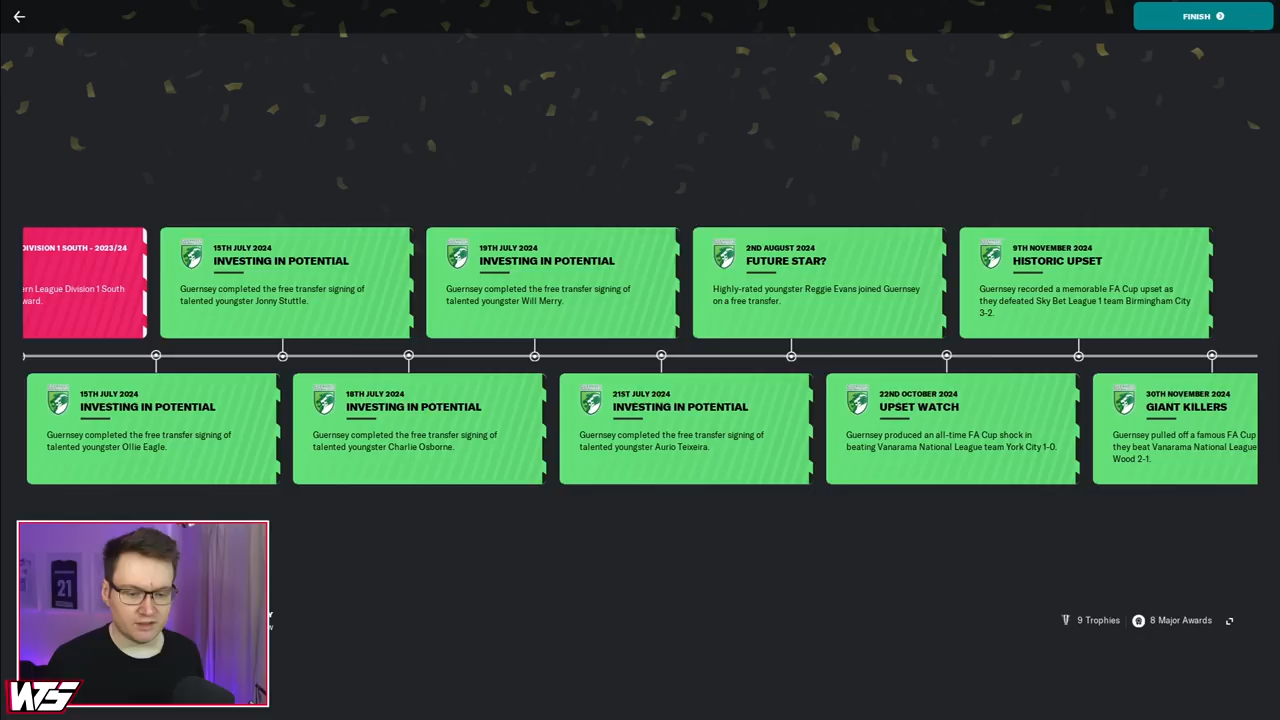 FINISH
DIVISION 1 SOUTH - 2023/24
ern League Division 1 South
ward.
15TH JULY 2024
INVESTING IN POTENTIAL
Guernsey completed the free transfer signing of
talented youngster Jonny Stuttle.
19TH JULY 2024
INVESTING IN POTENTIAL
Guernsey completed the free transfer signing of
talented youngster Will Merry.
2ND AUGUST 2024
FUTURE STAR?
Highly-rated youngster Reggie Evans joined Guernsey
on a free transfer.
9TH NOVEMBER 2024
HISTORIC UPSET
Guernsey recorded a memorable FA Cup upset as
they defeated Sky Bet League 1 team Birmingham City
3-2.
15TH JULY 2024
INVESTING IN POTENTIAL
Guernsey completed the free transfer signing of
talented youngster Ollie Eagle.
18TH JULY 2024
INVESTING IN POTENTIAL
Guernsey completed the free transfer signing of
talented youngster Charlie Osborne.
21ST JULY 2024
INVESTING IN POTENTIAL
Guernsey completed the free transfer signing of
talented youngster Aurio Teixeira.
22ND OCTOBER 2024
UPSET WATCH
Guernsey produced an all-time FA Cup shock in
beating Vanarama National League team York City 1-0.
30TH NOVEMBER 2024
GIANT KILLERS
Guernsey pulled off a famous FA Cup
they beat Vanarama National League
Wood 2-1.
21
9 Trophies
8 Major Awards
WTS